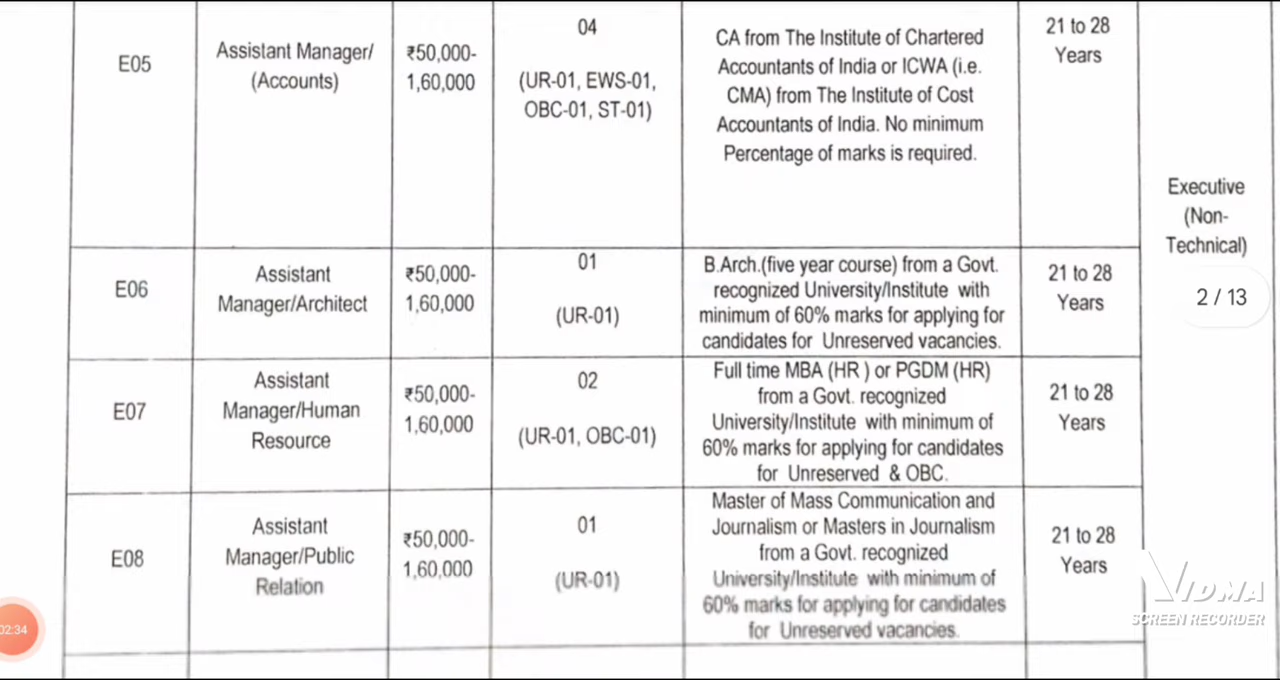 E05
Assistant Manager/
(Accounts)
₹50,000-
1,60,000
04
(UR-01, EWS-01,
OBC-01, ST-01)
CA from The Institute of Chartered
Accountants of India or ICWA (i.e.
CMA) from The Institute of Cost
Accountants of India. No minimum
Percentage of marks is required.
21 to 28
Years
Executive
(Non-
Technical)
2 / 13
E06
Assistant
Manager/Architect
₹50,000-
1,60,000
01
(UR-01)
B.Arch.(five year course) from a Govt.
recognized University/Institute with
minimum of 60% marks for applying for
candidates for Unreserved vacancies.
21 to 28
Years
E07
Assistant
Manager/Human
Resource
₹50,000-
1,60,000
02
(UR-01, OBC-01)
Full time MBA (HR ) or PGDM (HR)
from a Govt. recognized
University/Institute with minimum of
60% marks for applying for candidates
for Unreserved & OBC.
21 to 28
Years
E08
Assistant
Manager/Public
Relation
₹50,000-
1,60,000
01
(UR-01)
Master of Mass Communication and
Journalism or Masters in Journalism
from a Govt. recognized
University/Institute with minimum of
60% marks for applying for candidates
for Unreserved vacancies.
21 to 28
Years
02:34
VIDMA
SCREEN RECORDER